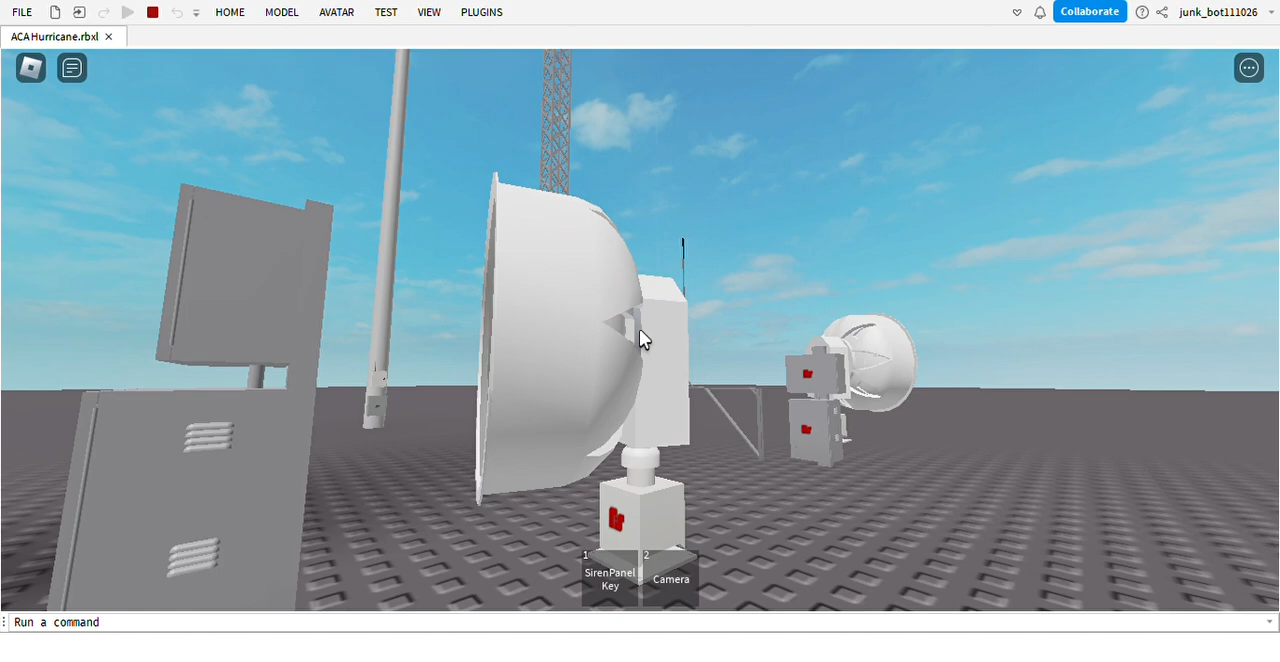 FILE HOME MODEL AVATAR TEST VIEW PLUGINS Collaborate junk_bot111026
ACAHurricane.rbxl
1 2
SirenPanel Camera
Key
Run a command